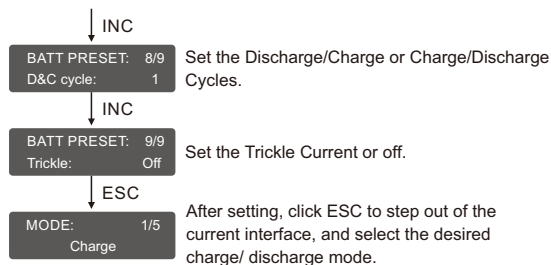 INC
BATT PRESET: 8/9
D&C cycle: 1
Set the Discharge/Charge or Charge/Discharge
Cycles.
INC
BATT PRESET: 9/9
Trickle: Off
Set the Trickle Current or off.
ESC
MODE: 1/5
Charge
After setting, click ESC to step out of the
current interface, and select the desired
charge/ discharge mode.